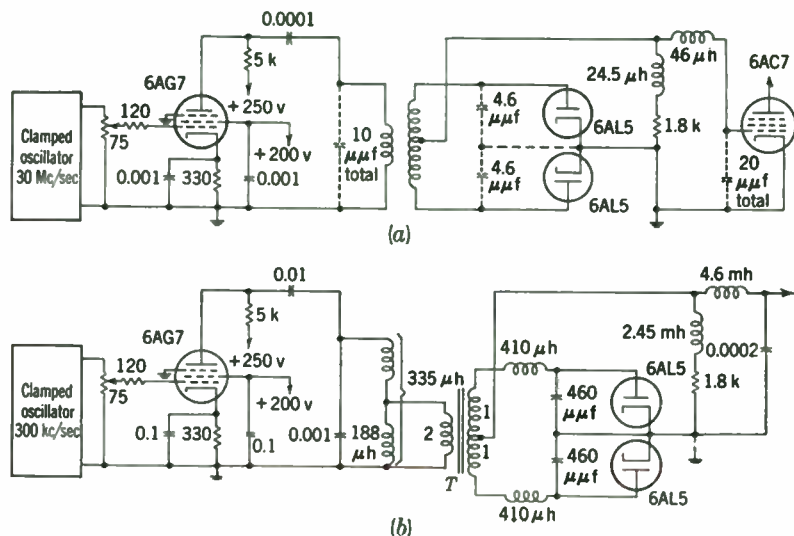 0.0001
6AG7
5 k
46 μh
6AC7
24.5 μh
+ 250 v
4.6
μμf
6AL5
Clamped
oscillator
30 Mc/sec
120
75
+ 200 v
10
μμf
total
1.8 k
0.001
330
0.001
4.6
μμf
6AL5
20
μμf
total
(a)
0.01
4.6 mh
6AG7
5 k
2.45 mh
410 μh
6AL5
0.0002
+ 250 v
335 μh
Clamped
oscillator
300 kc/sec
120
75
+ 200 v
460
μμf
1.8 k
0.1
330
0.1
0.001
188
μh
2
1
1
460
μμf
T
410 μh
6AL5
(b)